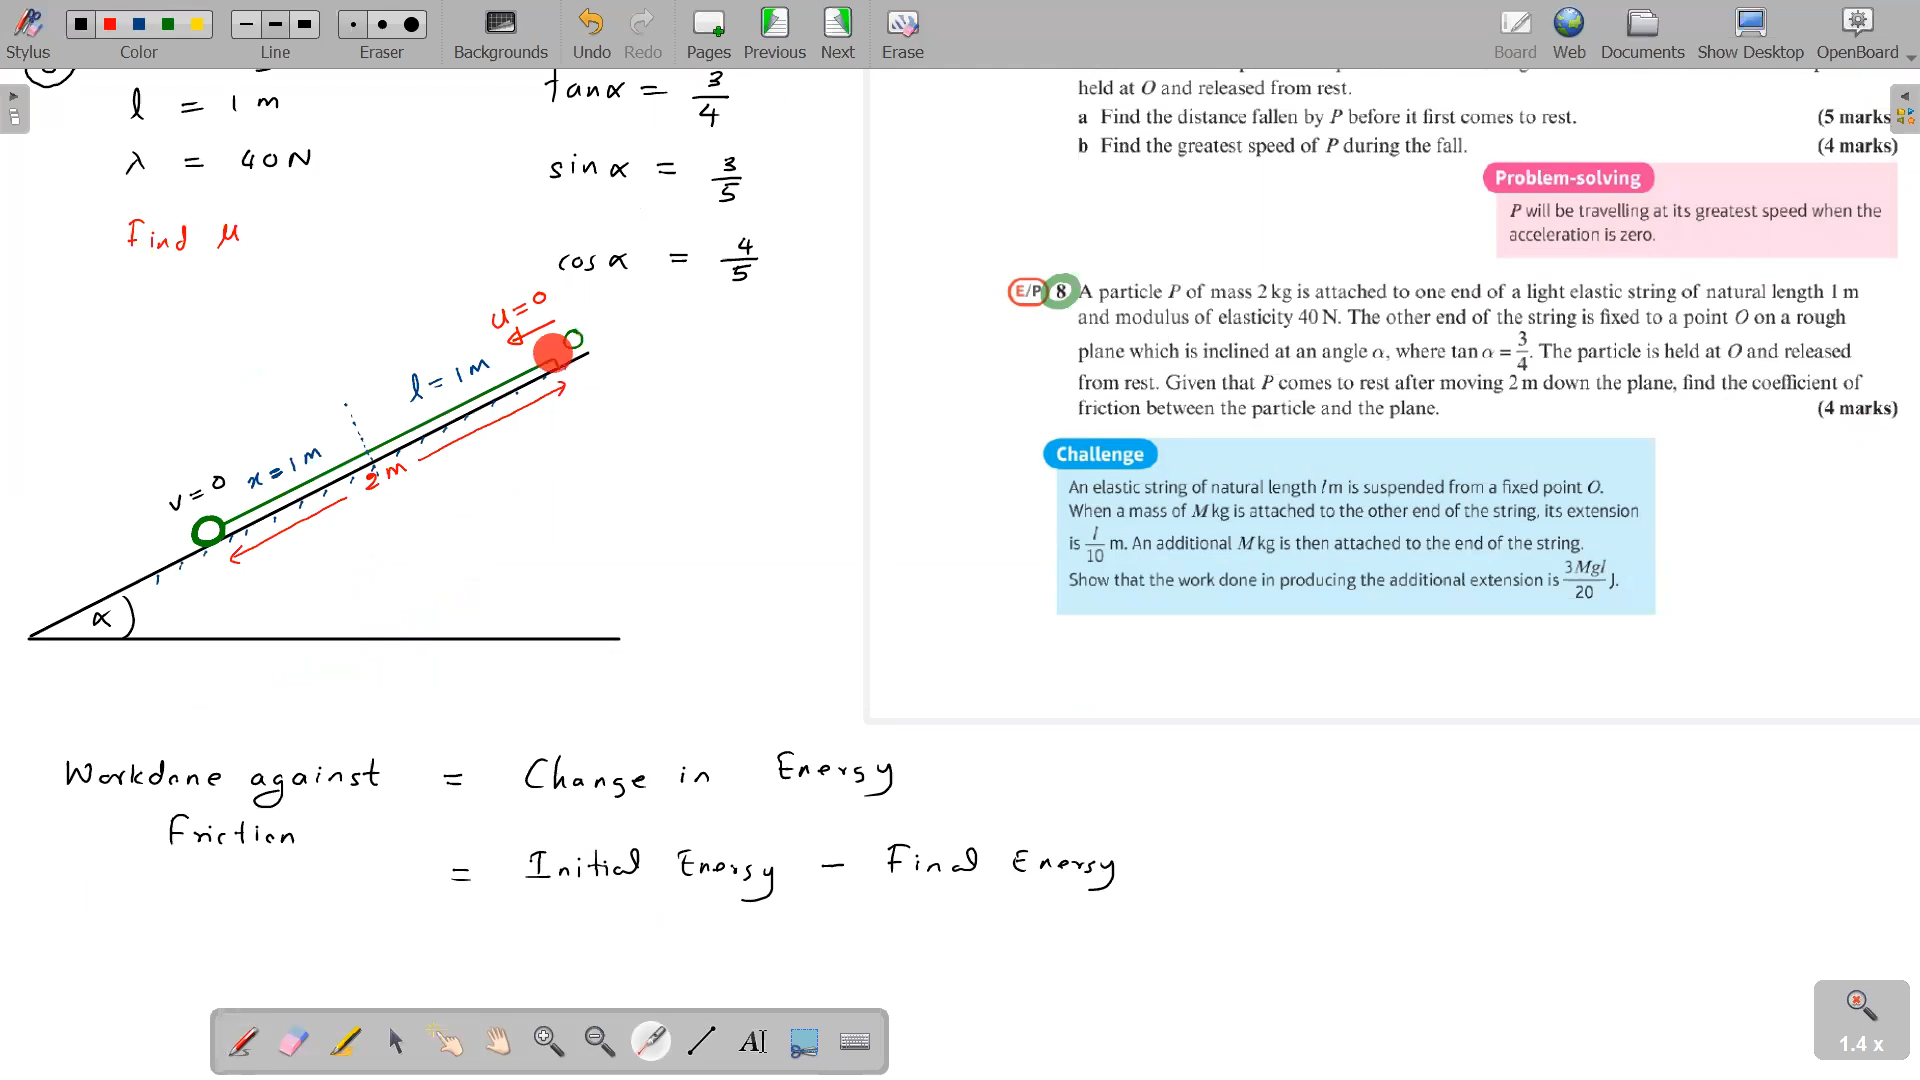 Stylus Color Line Eraser Backgrounds Undo Redo Pages Previous Next Erase Board Web Documents Show Desktop OpenBoard
l = 1 m
λ = 40 N
Find μ
tanα = 3/4
sinα = 3/5
cosα = 4/5
u = 0
l = 1 m
x = 1 m
v = 0
2 m
α
Workdone against = Change in Energy
Friction
= Initial Energy − Final Energy
held at O and released from rest.
a Find the distance fallen by P before it first comes to rest. (5 marks
b Find the greatest speed of P during the fall. (4 marks)
Problem-solving
P will be travelling at its greatest speed when the
acceleration is zero.
E/P 8 A particle P of mass 2 kg is attached to one end of a light elastic string of natural length 1 m
and modulus of elasticity 40 N. The other end of the string is fixed to a point O on a rough
plane which is inclined at an angle α, where tan α = 3/4. The particle is held at O and released
from rest. Given that P comes to rest after moving 2 m down the plane, find the coefficient of
friction between the particle and the plane. (4 marks)
Challenge
An elastic string of natural length l m is suspended from a fixed point O.
When a mass of M kg is attached to the other end of the string, its extension
is l/10 m. An additional M kg is then attached to the end of the string.
Show that the work done in producing the additional extension is 3Mgl/20 J.
AI
1.4 x